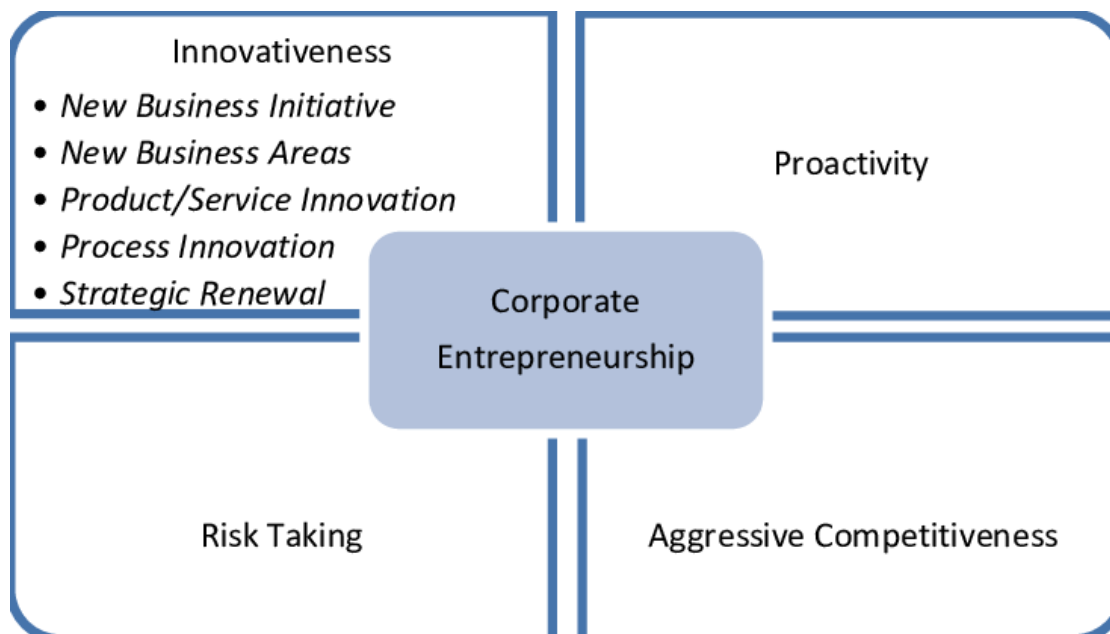 Innovativeness
• New Business Initiative
• New Business Areas
• Product/Service Innovation
• Process Innovation
• Strategic Renewal
Proactivity
Corporate
Entrepreneurship
Risk Taking
Aggressive Competitiveness